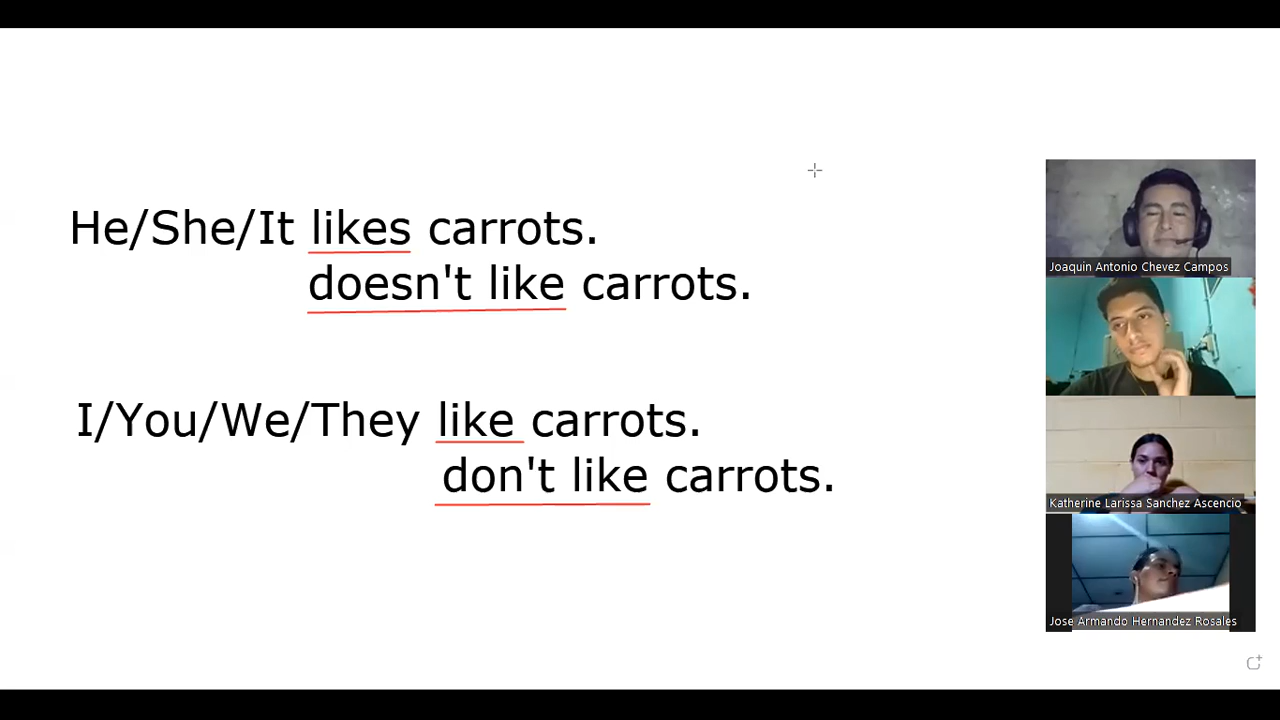 He/She/It likes carrots.
doesn't like carrots.
I/You/We/They like carrots.
don't like carrots.
Joaquin Antonio Chevez Campos
Katherine Larissa Sanchez Ascencio
Jose Armando Hernandez Rosales